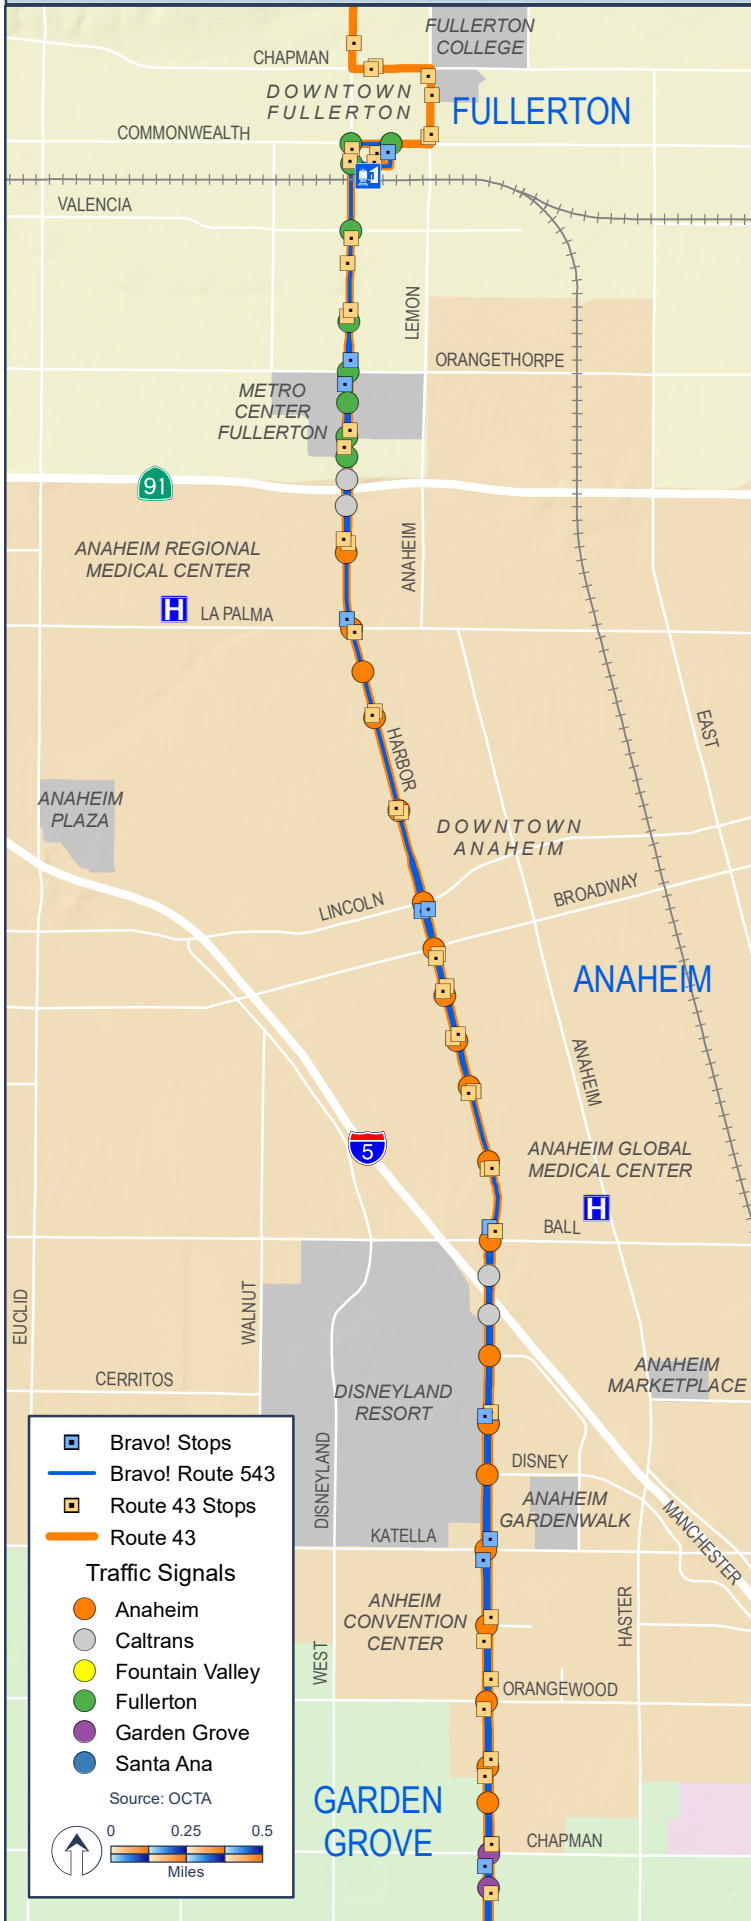 FULLERTON
COLLEGE
CHAPMAN
DOWNTOWN
FULLERTON
FULLERTON
COMMONWEALTH
VALENCIA
LEMON
ORANGETHORPE
METRO
CENTER
FULLERTON
91
ANAHEIM
ANAHEIM REGIONAL
MEDICAL CENTER
H
LA PALMA
EAST
HARBOR
ANAHEIM
PLAZA
DOWNTOWN
ANAHEIM
LINCOLN
BROADWAY
ANAHEIM
ANAHEIM
5
ANAHEIM GLOBAL
MEDICAL CENTER
H
BALL
EUCLID
WALNUT
CERRITOS
DISNEYLAND
RESORT
ANAHEIM
MARKETPLACE
DISNEYLAND
DISNEY
ANAHEIM
GARDENWALK
KATELLA
MANCHESTER
ANHEIM
CONVENTION
CENTER
HASTER
WEST
ORANGEWOOD
GARDEN
GROVE
CHAPMAN
Bravo! Stops
Bravo! Route 543
Route 43 Stops
Route 43
Traffic Signals
Anaheim
Caltrans
Fountain Valley
Fullerton
Garden Grove
Santa Ana
Source: OCTA
0 0.25 0.5
Miles